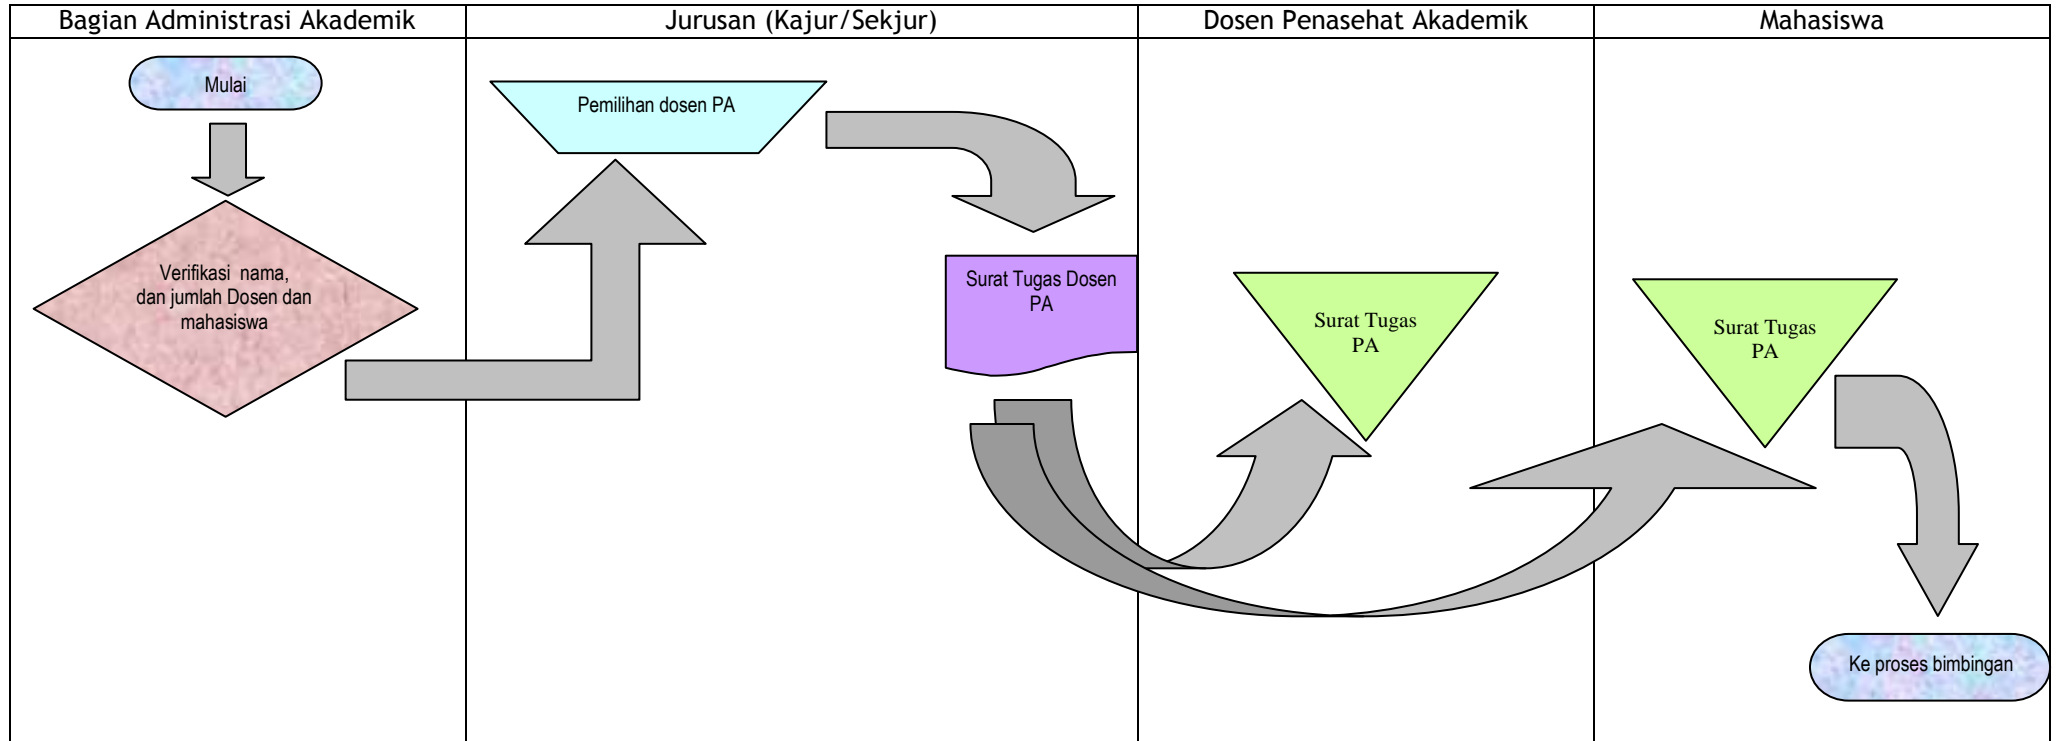 Bagian Administrasi Akademik
Jurusan (Kajur/Sekjur)
Dosen Penasehat Akademik
Mahasiswa
Mulai
Verifikasi nama,
dan jumlah Dosen dan
mahasiswa
Pemilihan dosen PA
Surat Tugas Dosen
PA
Surat Tugas
PA
Surat Tugas
PA
Ke proses bimbingan